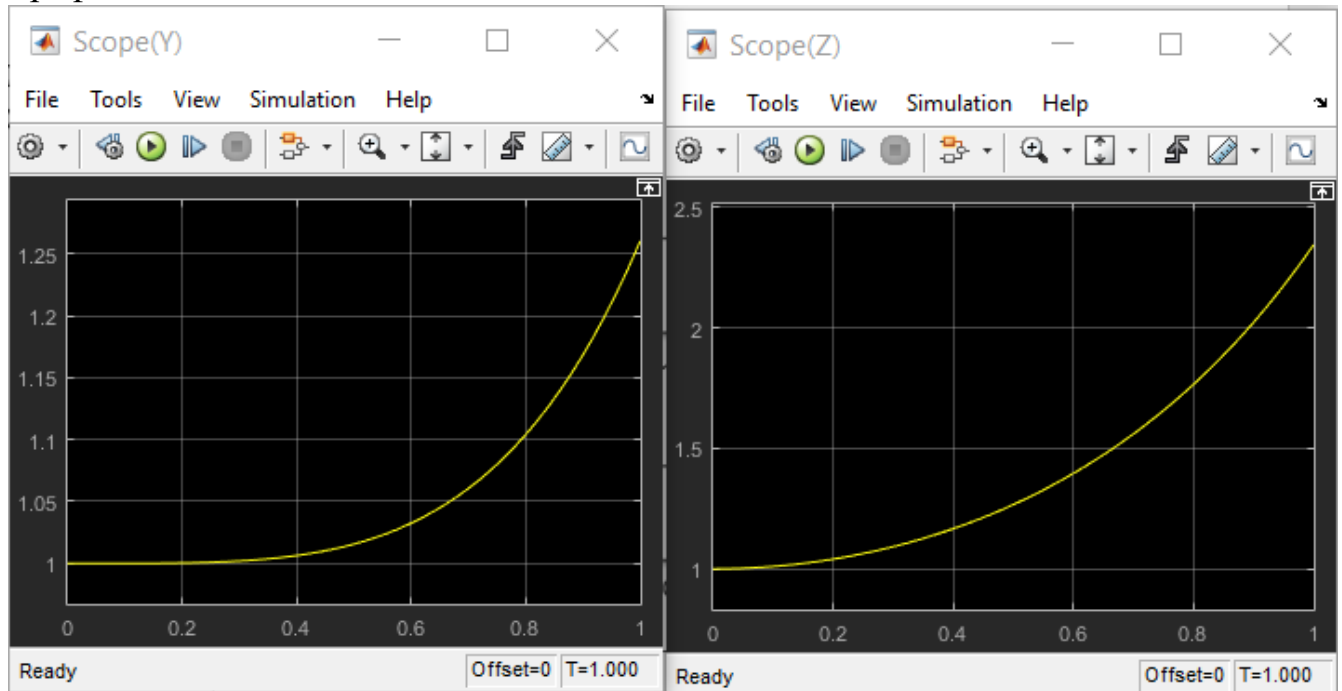 Scope(Y)
File Tools View Simulation Help
1.25
1.2
1.15
1.1
1.05
1
0 0.2 0.4 0.6 0.8 1
Ready Offset=0 T=1.000
Scope(Z)
File Tools View Simulation Help
2.5
2
1.5
1
0 0.2 0.4 0.6 0.8 1
Ready Offset=0 T=1.000